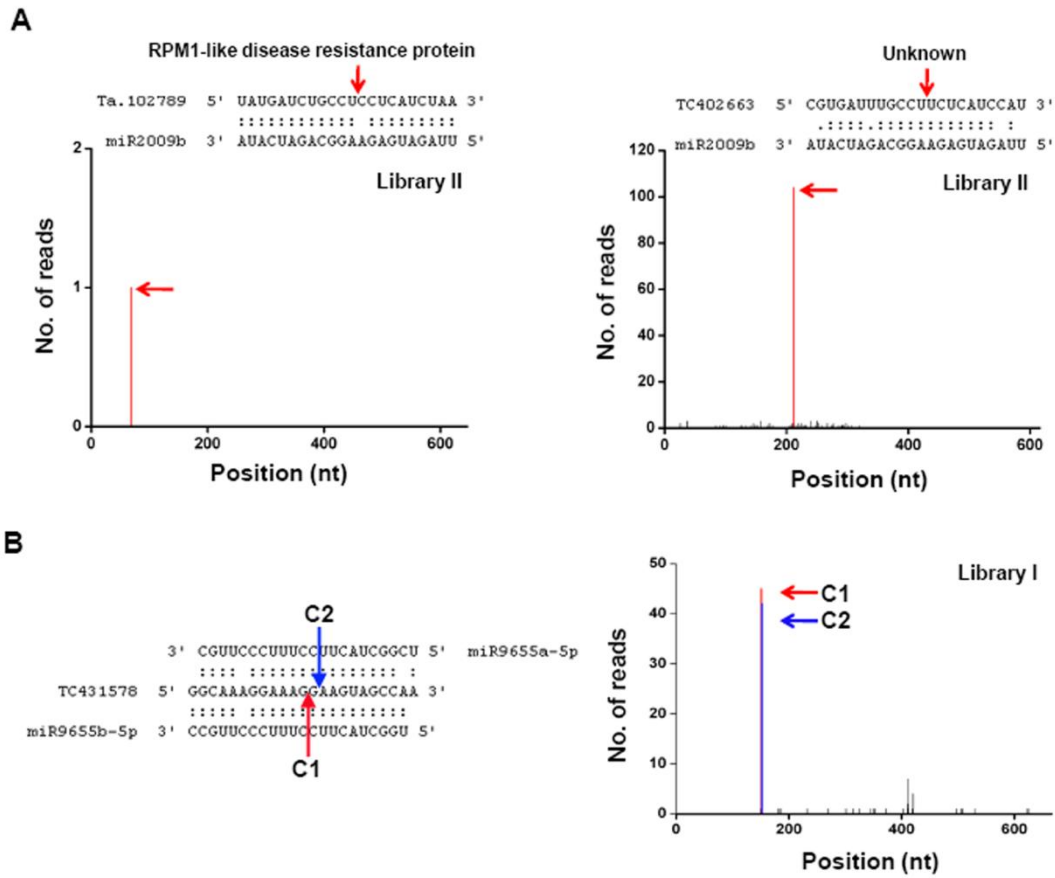 A
RPM1-like disease resistance protein
Ta.102789 5' UAUGAUCUGCCUCCUCAUCUAA 3'
:::::::::::: :::::::::
miR2009b 3' AUACUAGACGGAAGAGUAGAUU 5'
Library II
No. of reads
2
1
0
0 200 400 600
Position (nt)
Unknown
TC402663 5' CGUGAUUUGCCUUCUCAUCCAU 3'
.::::.:::::::::::: :
miR2009b 3' AUACUAGACGGAAGAGUAGAUU 5'
Library II
No. of reads
120
100
80
60
40
20
0
0 200 400 600
Position (nt)
B
C2
3' CGUUCCCUUUCCUUCAUCGGCU 5' miR9655a-5p
::::: :::::::::::::: :
TC431578 5' GGCAAAGGAAAGGAAGUAGCCAA 3'
::::: ::::::::::::::::
miR9655b-5p 3' CCGUUCCCUUUCCUUCAUCGGU 5'
C1
Library I
C1
C2
No. of reads
50
40
30
20
10
0
0 200 400 600
Position (nt)